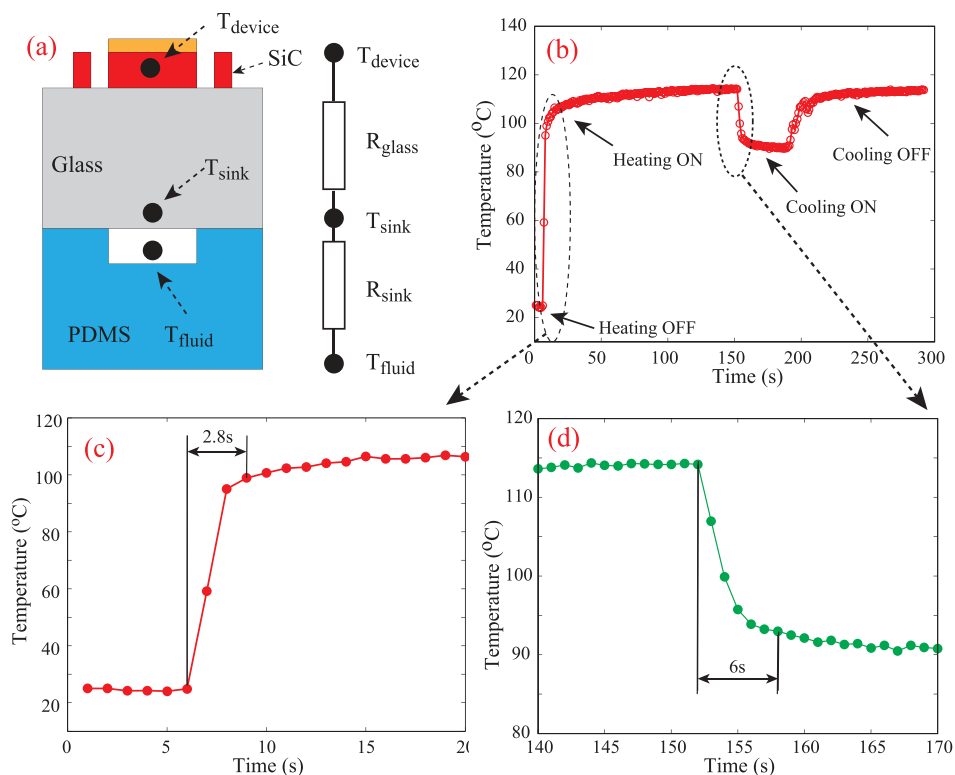 (a)
T_device
SiC
Glass
T_sink
PDMS
T_fluid
T_device
R_glass
T_sink
R_sink
T_fluid
(b)
Temperature (°C)
140
120
100
80
60
40
20
Heating ON
Cooling OFF
Cooling ON
Heating OFF
0 50 100 150 200 250 300
Time (s)
(c)
2.8s
Temperature (°C)
120
100
80
60
40
20
0 5 10 15 20
Time (s)
(d)
6s
Temperature (°C)
120
110
100
90
80
140 145 150 155 160 165 170
Time (s)